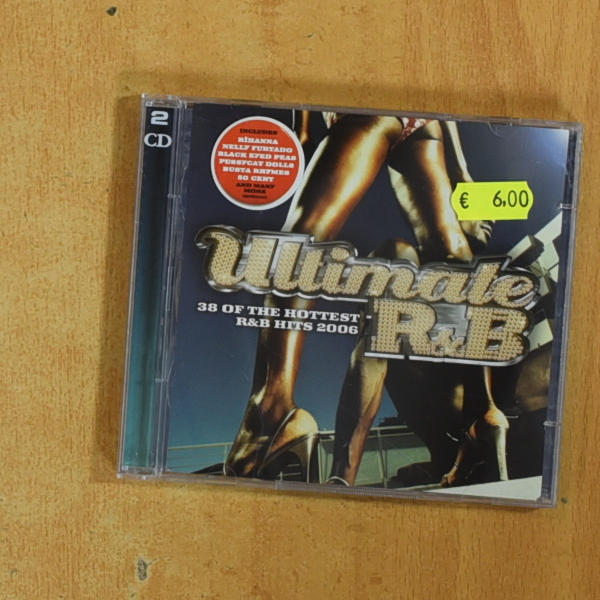 2
CD
INCLUDES
RIHANNA
NELLY FURTADO
BLACK EYED PEAS
PUSSYCAT DOLLS
BUSTA RHYMES
50 CENT
AND MANY
MORE
€ 6,00
Ultimate
R&B
38 OF THE HOTTEST
R&B HITS 2006